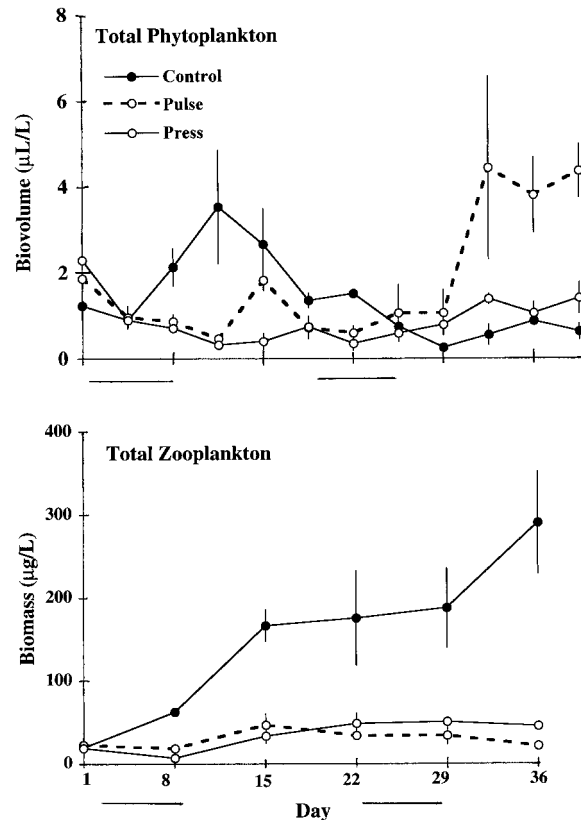 8
Total Phytoplankton
Control
6
Pulse
Press
4
2
0
Biovolume (µL/L)
400
Total Zooplankton
300
200
100
0
Biomass (µg/L)
1 8 15 22 29 36
Day